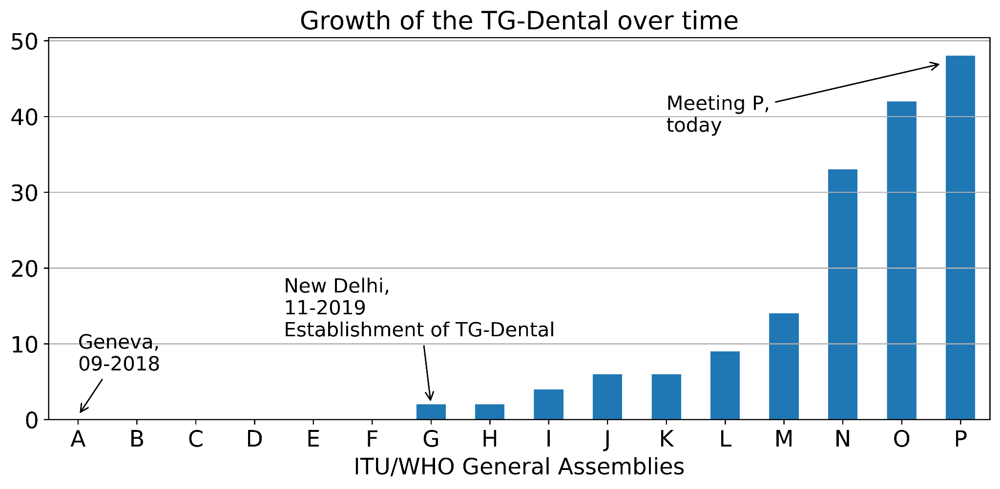 Growth of the TG-Dental over time
50
40
30
20
10
0
Meeting P,
today
New Delhi,
11-2019
Establishment of TG-Dental
Geneva,
09-2018
A B C D E F G H I J K L M N O P
ITU/WHO General Assemblies